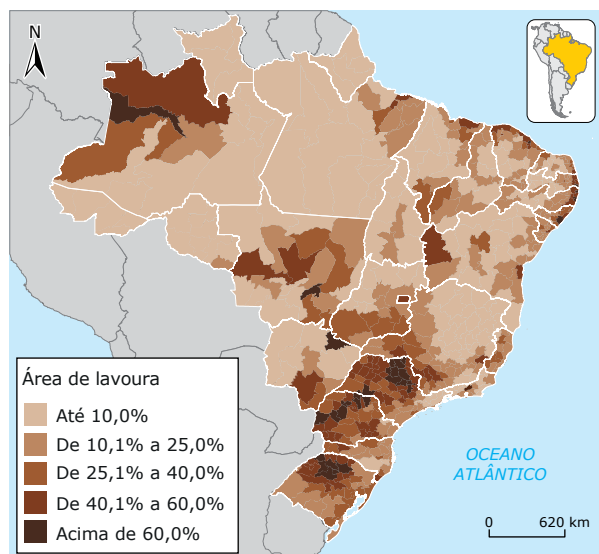 N
Área de lavoura
Até 10,0%
De 10,1% a 25,0%
De 25,1% a 40,0%
De 40,1% a 60,0%
Acima de 60,0%
OCEANO
ATLÂNTICO
0 620 km